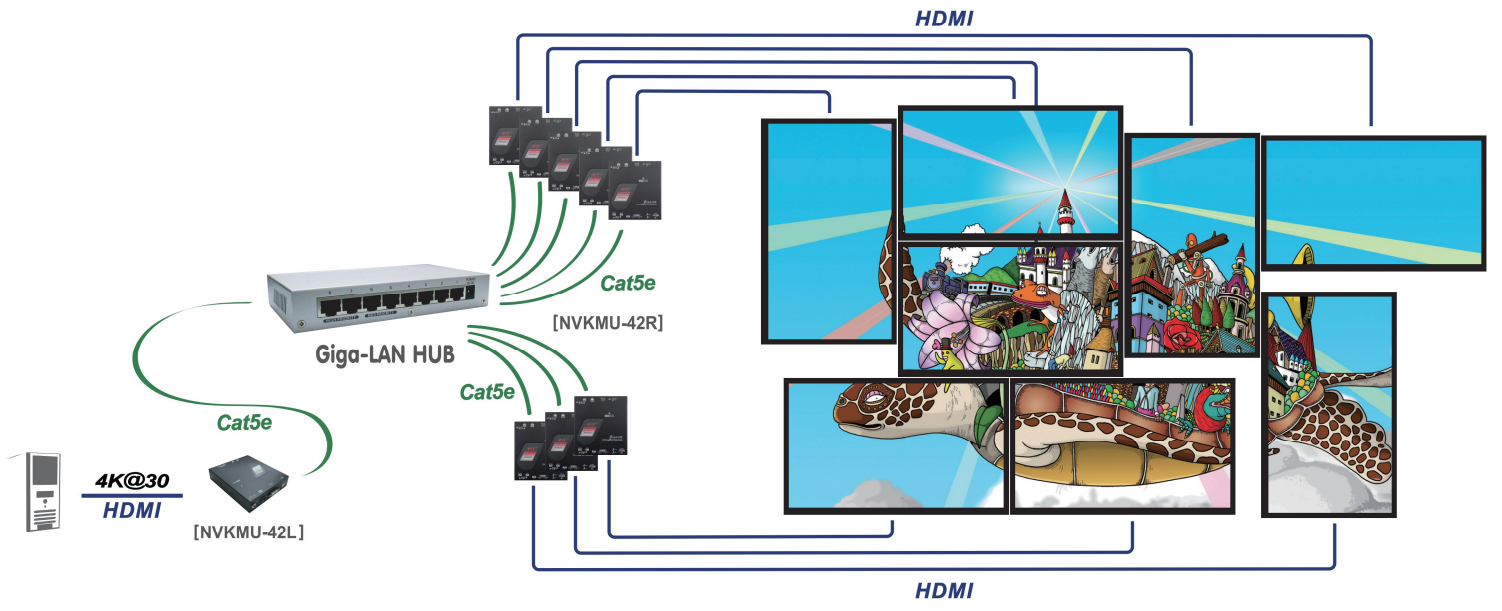 HDMI
Cat5e
[NVKMU-42R]
Giga-LAN HUB
Cat5e
Cat5e
4K@30
HDMI
[NVKMU-42L]
HDMI